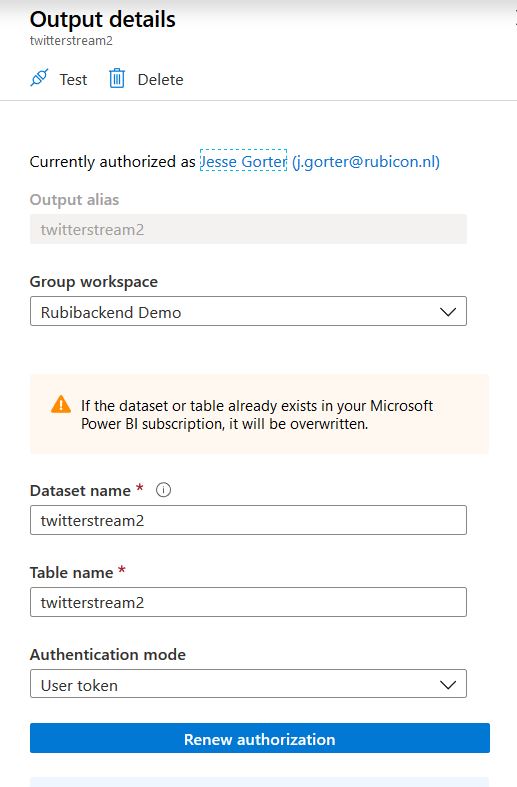 Output details
twitterstream2
Test Delete
Currently authorized as Jesse Gorter (j.gorter@rubicon.nl)
Output alias
twitterstream2
Group workspace
Rubibackend Demo
If the dataset or table already exists in your Microsoft
Power BI subscription, it will be overwritten.
Dataset name *
twitterstream2
Table name *
twitterstream2
Authentication mode
User token
Renew authorization